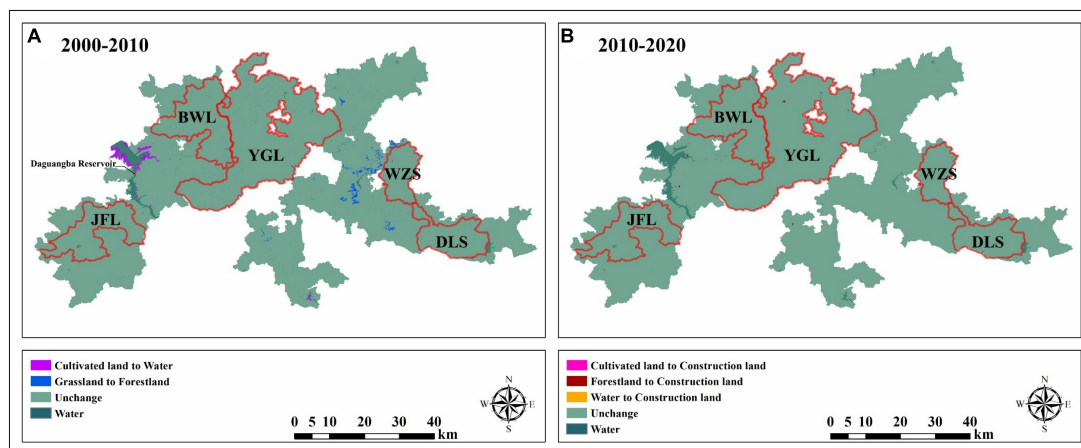 A
2000-2010
BWL
YGL
Daguangba Reservoir
WZS
JFL
DLS
Cultivated land to Water
Grassland to Forestland
Unchange
Water
N
W
E
S
0 5 10 20 30 40
km
B
2010-2020
BWL
YGL
WZS
JFL
DLS
Cultivated land to Construction land
Forestland to Construction land
Water to Construction land
Unchange
Water
N
W
E
S
0 5 10 20 30 40
km